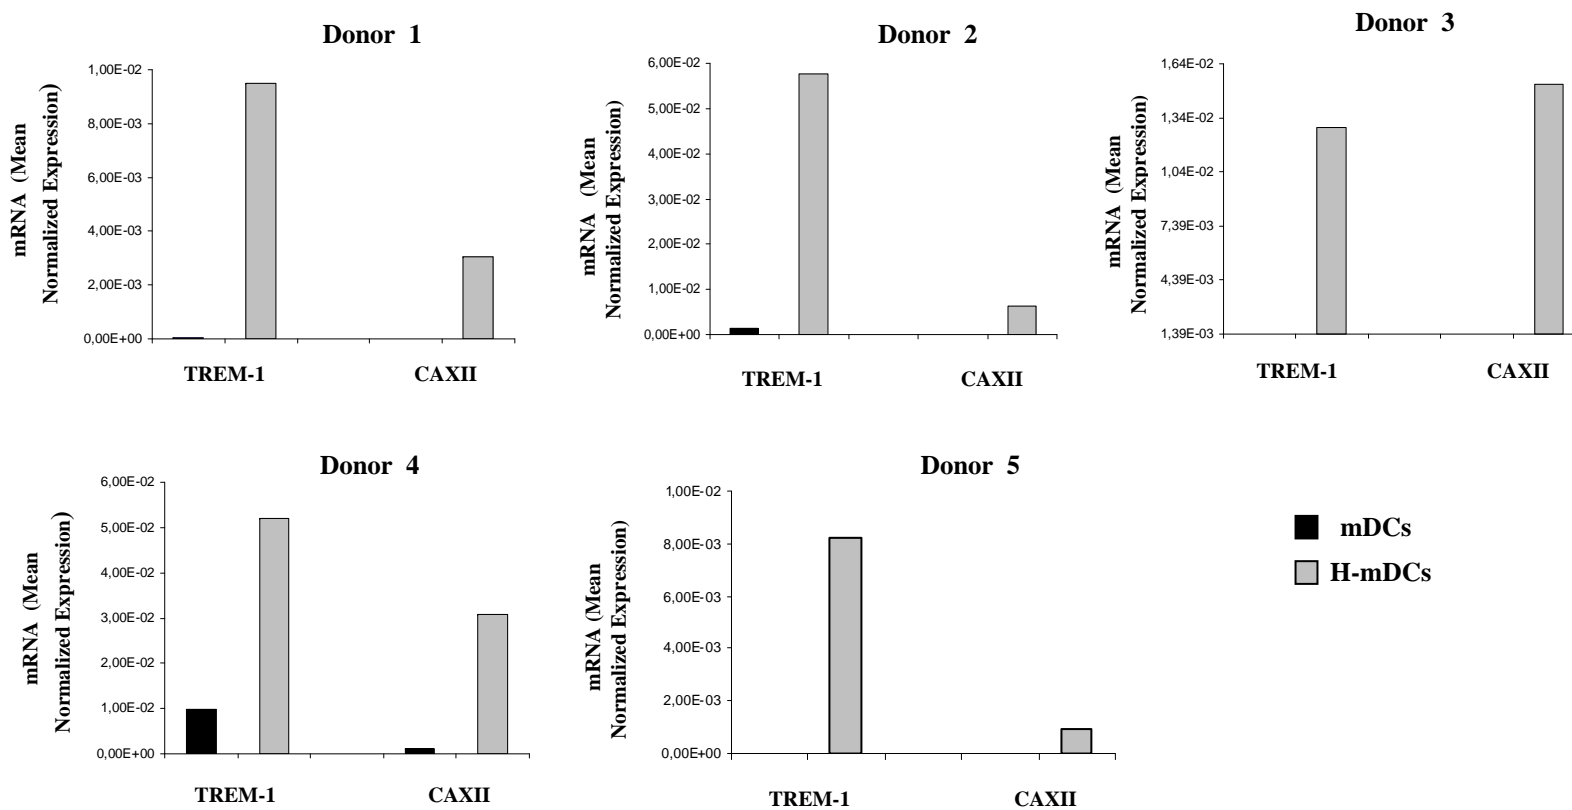 Donor 1
mRNA (Mean
Normalized Expression)
1,00E-02
8,00E-03
6,00E-03
4,00E-03
2,00E-03
0,00E+00
TREM-1 CAXII
Donor 2
mRNA (Mean
Normalized Expression)
6,00E-02
5,00E-02
4,00E-02
3,00E-02
2,00E-02
1,00E-02
0,00E+00
TREM-1 CAXII
Donor 3
mRNA (Mean
Normalized Expression)
1,64E-02
1,34E-02
1,04E-02
7,39E-03
4,39E-03
1,39E-03
TREM-1 CAXII
Donor 4
mRNA (Mean
Normalized Expression)
6,00E-02
5,00E-02
4,00E-02
3,00E-02
2,00E-02
1,00E-02
0,00E+00
TREM-1 CAXII
Donor 5
mRNA (Mean
Normalized Expression)
1,00E-02
8,00E-03
6,00E-03
4,00E-03
2,00E-03
0,00E+00
TREM-1 CAXII
mDCs
H-mDCs